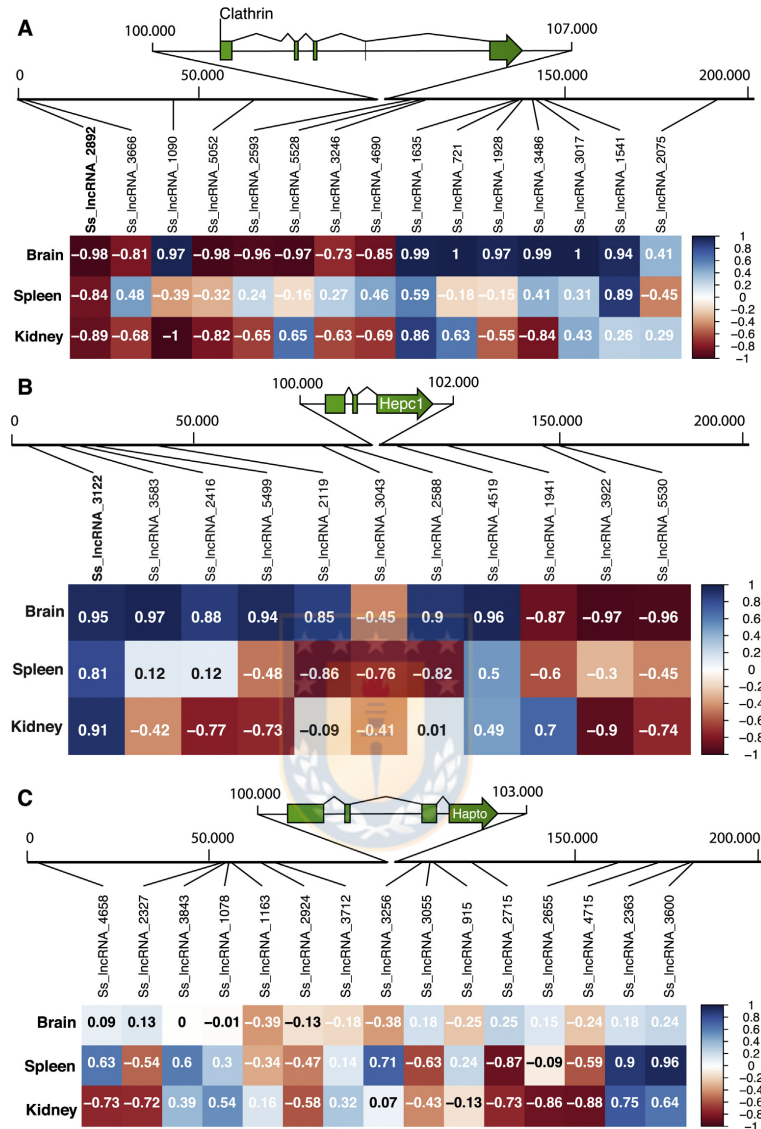 A
Clathrin
100.000
107.000
0
50.000
150.000
200.000
Ss_lncRNA_2892
Ss_lncRNA_3666
Ss_lncRNA_1090
Ss_lncRNA_5052
Ss_lncRNA_2593
Ss_lncRNA_5528
Ss_lncRNA_3246
Ss_lncRNA_4690
Ss_lncRNA_1635
Ss_lncRNA_721
Ss_lncRNA_1928
Ss_lncRNA_3486
Ss_lncRNA_3017
Ss_lncRNA_1541
Ss_lncRNA_2075
Brain −0.98 −0.81 0.97 −0.98 −0.96 −0.97 −0.73 −0.85 0.99 1 0.97 0.99 1 0.94 0.41
Spleen −0.84 0.48 −0.39 −0.32 0.24 −0.16 0.27 0.46 0.59 −0.18 −0.15 0.41 0.31 0.89 −0.45
Kidney −0.89 −0.68 −1 −0.82 −0.65 0.65 −0.63 −0.69 0.86 0.63 −0.55 −0.84 0.43 0.26 0.29
1
0.8
0.6
0.4
0.2
0
−0.2
−0.4
−0.6
−0.8
−1
B
100.000
102.000
Hepc1
0
50.000
150.000
200.000
Ss_lncRNA_3122
Ss_lncRNA_3583
Ss_lncRNA_2416
Ss_lncRNA_5499
Ss_lncRNA_2119
Ss_lncRNA_3043
Ss_lncRNA_2588
Ss_lncRNA_4519
Ss_lncRNA_1941
Ss_lncRNA_3922
Ss_lncRNA_5530
Brain 0.95 0.97 0.88 0.94 0.85 −0.45 0.9 0.96 −0.87 −0.97 −0.96
Spleen 0.81 0.12 0.12 −0.48 −0.86 −0.76 −0.82 0.5 −0.6 −0.3 −0.45
Kidney 0.91 −0.42 −0.77 −0.73 −0.09 −0.41 0.01 0.49 0.7 −0.9 −0.74
1
0.8
0.6
0.4
0.2
0
−0.2
−0.4
−0.6
−0.8
−1
C
100.000
103.000
Hapto
0
50.000
150.000
200.000
Ss_lncRNA_4658
Ss_lncRNA_2327
Ss_lncRNA_3843
Ss_lncRNA_1078
Ss_lncRNA_1163
Ss_lncRNA_2924
Ss_lncRNA_3712
Ss_lncRNA_3256
Ss_lncRNA_3055
Ss_lncRNA_915
Ss_lncRNA_2715
Ss_lncRNA_2655
Ss_lncRNA_4715
Ss_lncRNA_2363
Ss_lncRNA_3600
Brain 0.09 0.13 0 −0.01 −0.39 −0.13 −0.18 −0.38 0.18 −0.25 0.25 0.15 −0.24 0.18 0.24
Spleen 0.63 −0.54 0.6 0.3 −0.34 −0.47 0.14 0.71 −0.63 0.24 −0.87 −0.09 −0.59 0.9 0.96
Kidney −0.73 −0.72 0.39 0.54 0.16 −0.58 0.32 0.07 −0.43 −0.13 −0.73 −0.86 −0.88 0.75 0.64
1
0.8
0.6
0.4
0.2
0
−0.2
−0.4
−0.6
−0.8
−1